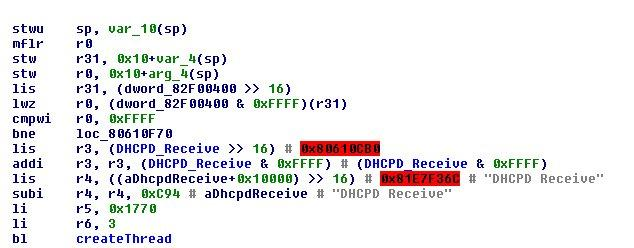 stwu sp, var_10(sp)
mflr r0
stw r31, 0x10+var_4(sp)
stw r0, 0x10+arg_4(sp)
lis r31, (dword_82F00400 >> 16)
lwz r0, (dword_82F00400 & 0xFFFF)(r31)
cmpwi r0, 0xFFFF
bne loc_80610F70
lis r3, (DHCPD_Receive >> 16) # 0x80610CB0
addi r3, r3, (DHCPD_Receive & 0xFFFF) # (DHCPD_Receive & 0xFFFF)
lis r4, ((aDhcpdReceive+0x10000) >> 16) # 0x81E7F36C # "DHCPD Receive"
subi r4, r4, 0xC94 # aDhcpdReceive # "DHCPD Receive"
li r5, 0x1770
li r6, 3
bl createThread